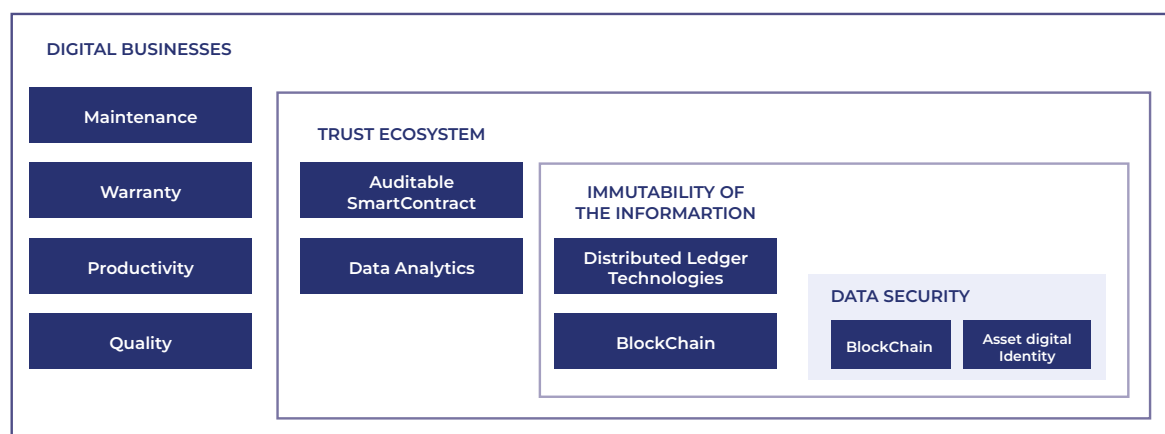 DIGITAL BUSINESSES
Maintenance
Warranty
Productivity
Quality
TRUST ECOSYSTEM
Auditable
SmartContract
Data Analytics
IMMUTABILITY OF
THE INFORMARTION
Distributed Ledger
Technologies
BlockChain
DATA SECURITY
BlockChain
Asset digital
Identity